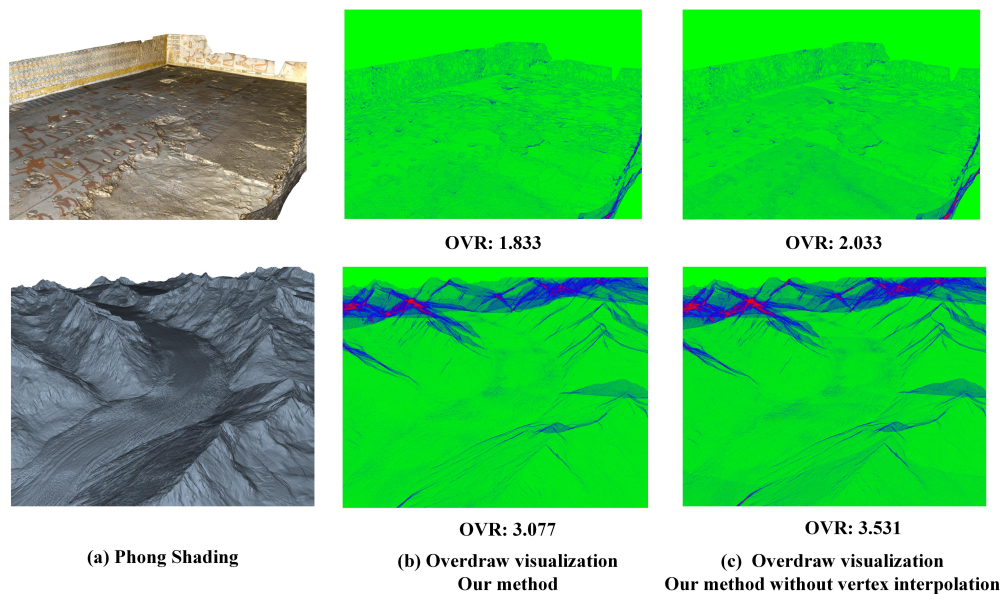 OVR: 1.833
OVR: 2.033
OVR: 3.077
OVR: 3.531
(a) Phong Shading
(b) Overdraw visualization
Our method
(c) Overdraw visualization
Our method without vertex interpolation